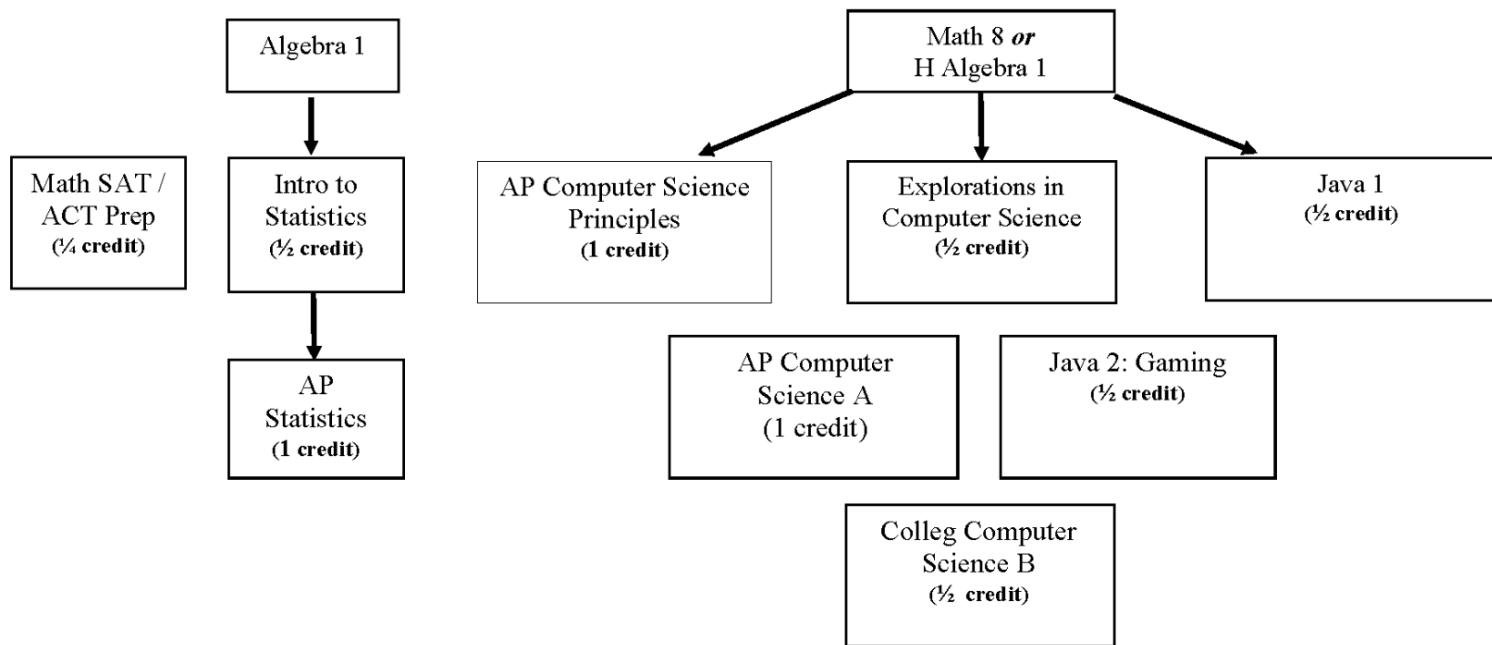 Algebra 1
Math 8 or
H Algebra 1
Math SAT /
ACT Prep
(¼ credit)
Intro to
Statistics
(½ credit)
AP Computer Science
Principles
(1 credit)
Explorations in
Computer Science
(½ credit)
Java 1
(½ credit)
AP
Statistics
(1 credit)
AP Computer
Science A
(1 credit)
Java 2: Gaming
(½ credit)
Colleg Computer
Science B
(½ credit)